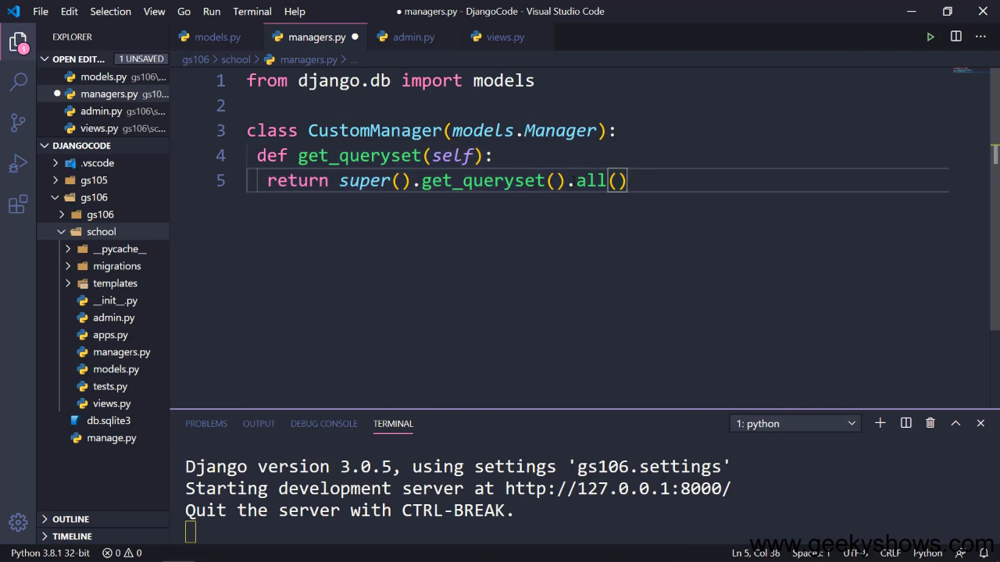 File Edit Selection View Go Run Terminal Help
● managers.py - DjangoCode - Visual Studio Code
EXPLORER
models.py managers.py admin.py views.py
OPEN EDIT... 1 UNSAVED
gs106 > school > managers.py > ...
models.py gs106\...
managers.py gs10...
admin.py gs106\s...
views.py gs106\sc...
DJANGOCODE
.vscode
gs105
gs106
gs106
school
__pycache__
migrations
templates
__init__.py
admin.py
apps.py
managers.py
models.py
tests.py
views.py
db.sqlite3
manage.py
OUTLINE
TIMELINE
1 from django.db import models
2
3 class CustomManager(models.Manager):
4 def get_queryset(self):
5 return super().get_queryset().all()
PROBLEMS OUTPUT DEBUG CONSOLE TERMINAL
1: python
Django version 3.0.5, using settings 'gs106.settings'
Starting development server at http://127.0.0.1:8000/
Quit the server with CTRL-BREAK.
www.geekyshows.com
Python 3.8.1 32-bit 0 0
Ln 5, Col 38 Spaces: 1 UTF-8 CRLF Python